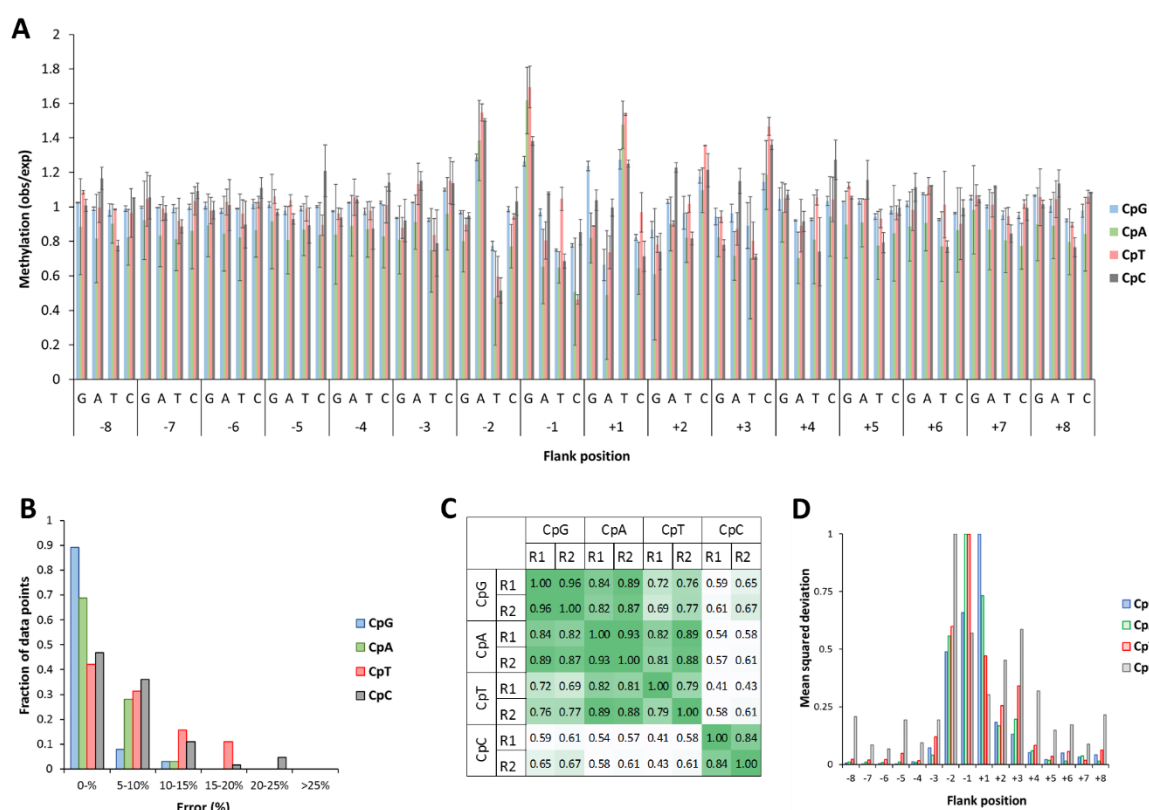 A
Methylation (obs/exp)
2
1.8
1.6
1.4
1.2
1
0.8
0.6
0.4
0.2
0
CpG
CpA
CpT
CpC
G A T C G A T C G A T C G A T C G A T C G A T C G A T C G A T C G A T C G A T C G A T C G A T C G A T C G A T C G A T C G A T C
-8 -7 -6 -5 -4 -3 -2 -1 +1 +2 +3 +4 +5 +6 +7 +8
Flank position
B
Fraction of data points
1
0.9
0.8
0.7
0.6
0.5
0.4
0.3
0.2
0.1
0
CpG
CpA
CpT
CpC
0-% 5-10% 10-15% 15-20% 20-25% >25%
Error (%)
C
CpG CpA CpT CpC
R1 R2 R1 R2 R1 R2 R1 R2
CpG R1 1.00 0.96 0.84 0.89 0.72 0.76 0.59 0.65
R2 0.96 1.00 0.82 0.87 0.69 0.77 0.61 0.67
CpA R1 0.84 0.82 1.00 0.93 0.82 0.89 0.54 0.58
R2 0.89 0.87 0.93 1.00 0.81 0.88 0.57 0.61
CpT R1 0.72 0.69 0.82 0.81 1.00 0.79 0.41 0.43
R2 0.76 0.77 0.89 0.88 0.79 1.00 0.58 0.61
CpC R1 0.59 0.61 0.54 0.57 0.41 0.58 1.00 0.84
R2 0.65 0.67 0.58 0.61 0.43 0.61 0.84 1.00
D
Mean squared deviation
1
0.75
0.5
0.25
0
-8 -7 -6 -5 -4 -3 -2 -1 +1 +2 +3 +4 +5 +6 +7 +8
Flank position